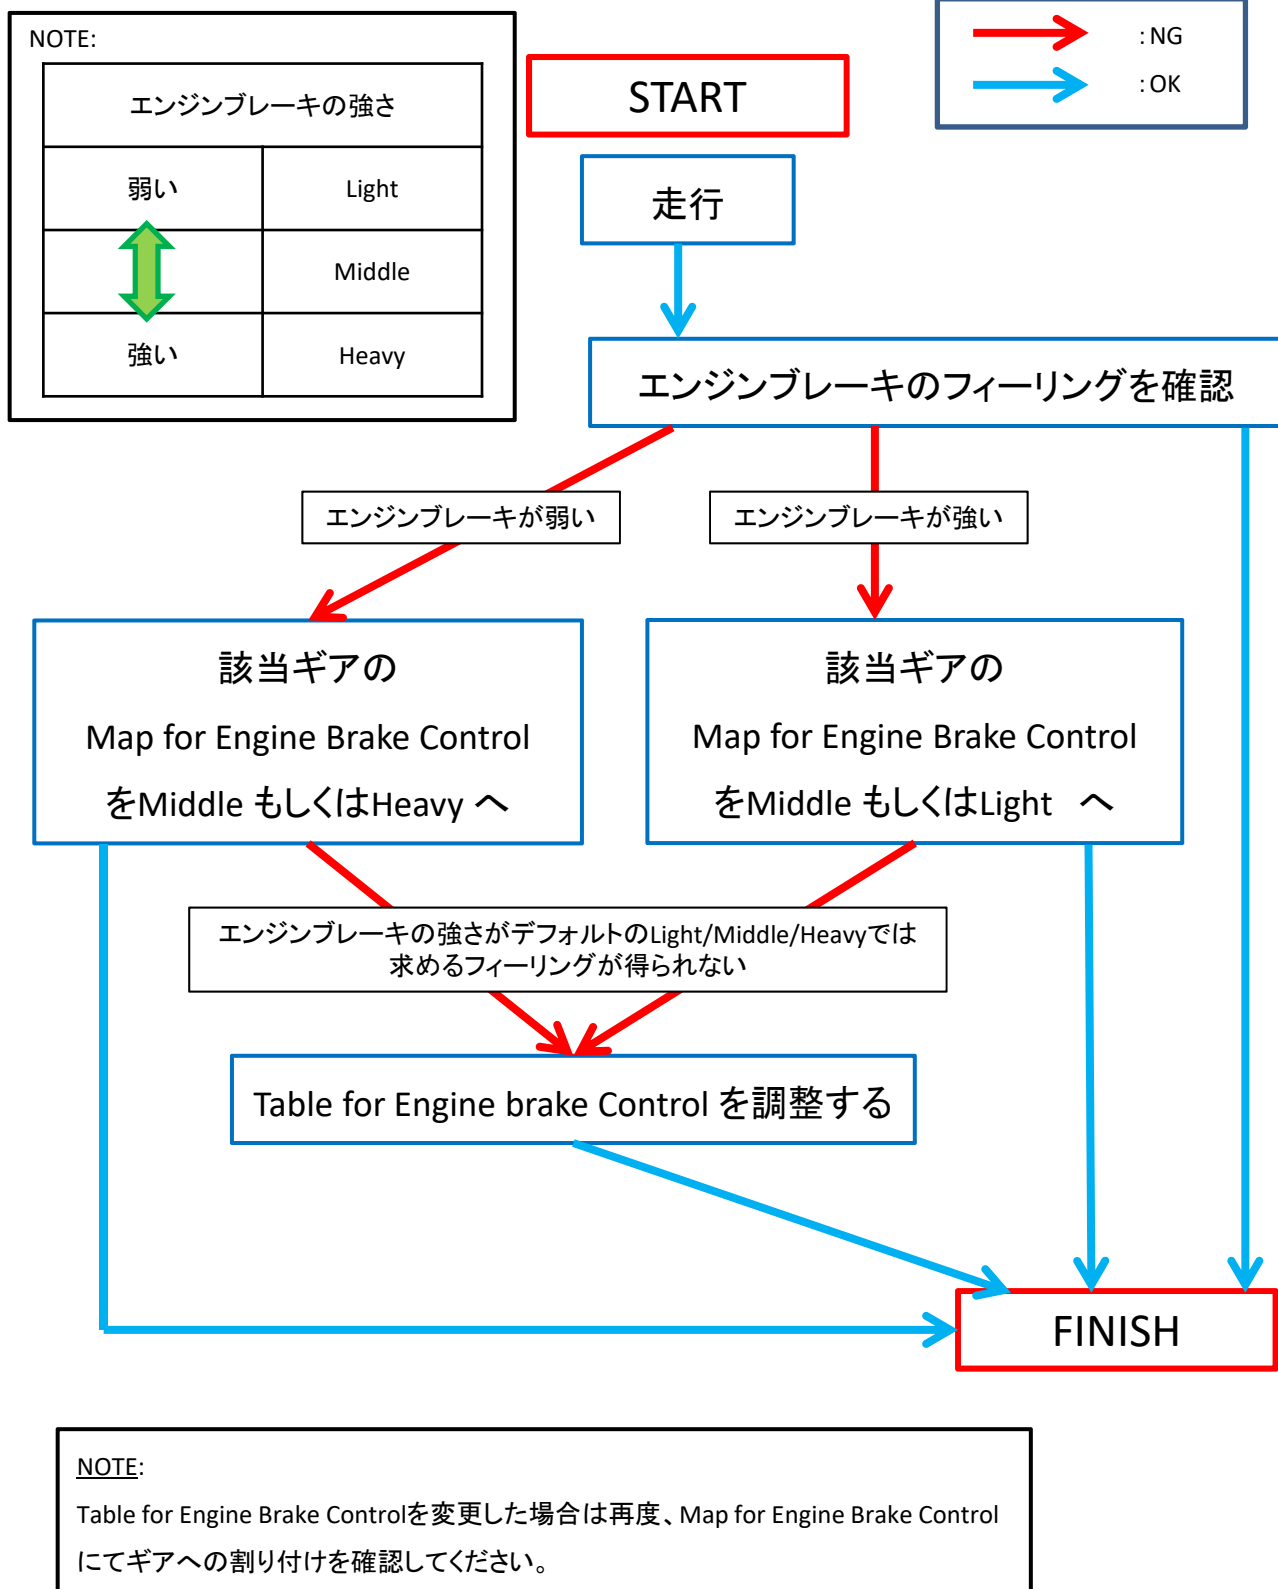 NOTE:
エンジンブレーキの強さ
弱い Light
Middle
強い Heavy
START
: NG
: OK
走行
エンジンブレーキのフィーリングを確認
エンジンブレーキが弱い
エンジンブレーキが強い
該当ギアの
Map for Engine Brake Control
をMiddle もしくはHeavy へ
該当ギアの
Map for Engine Brake Control
をMiddle もしくはLight へ
エンジンブレーキの強さがデフォルトのLight/Middle/Heavyでは
求めるフィーリングが得られない
Table for Engine brake Control を調整する
FINISH
NOTE:
Table for Engine Brake Controlを変更した場合は再度、Map for Engine Brake Control
にてギアへの割り付けを確認してください。